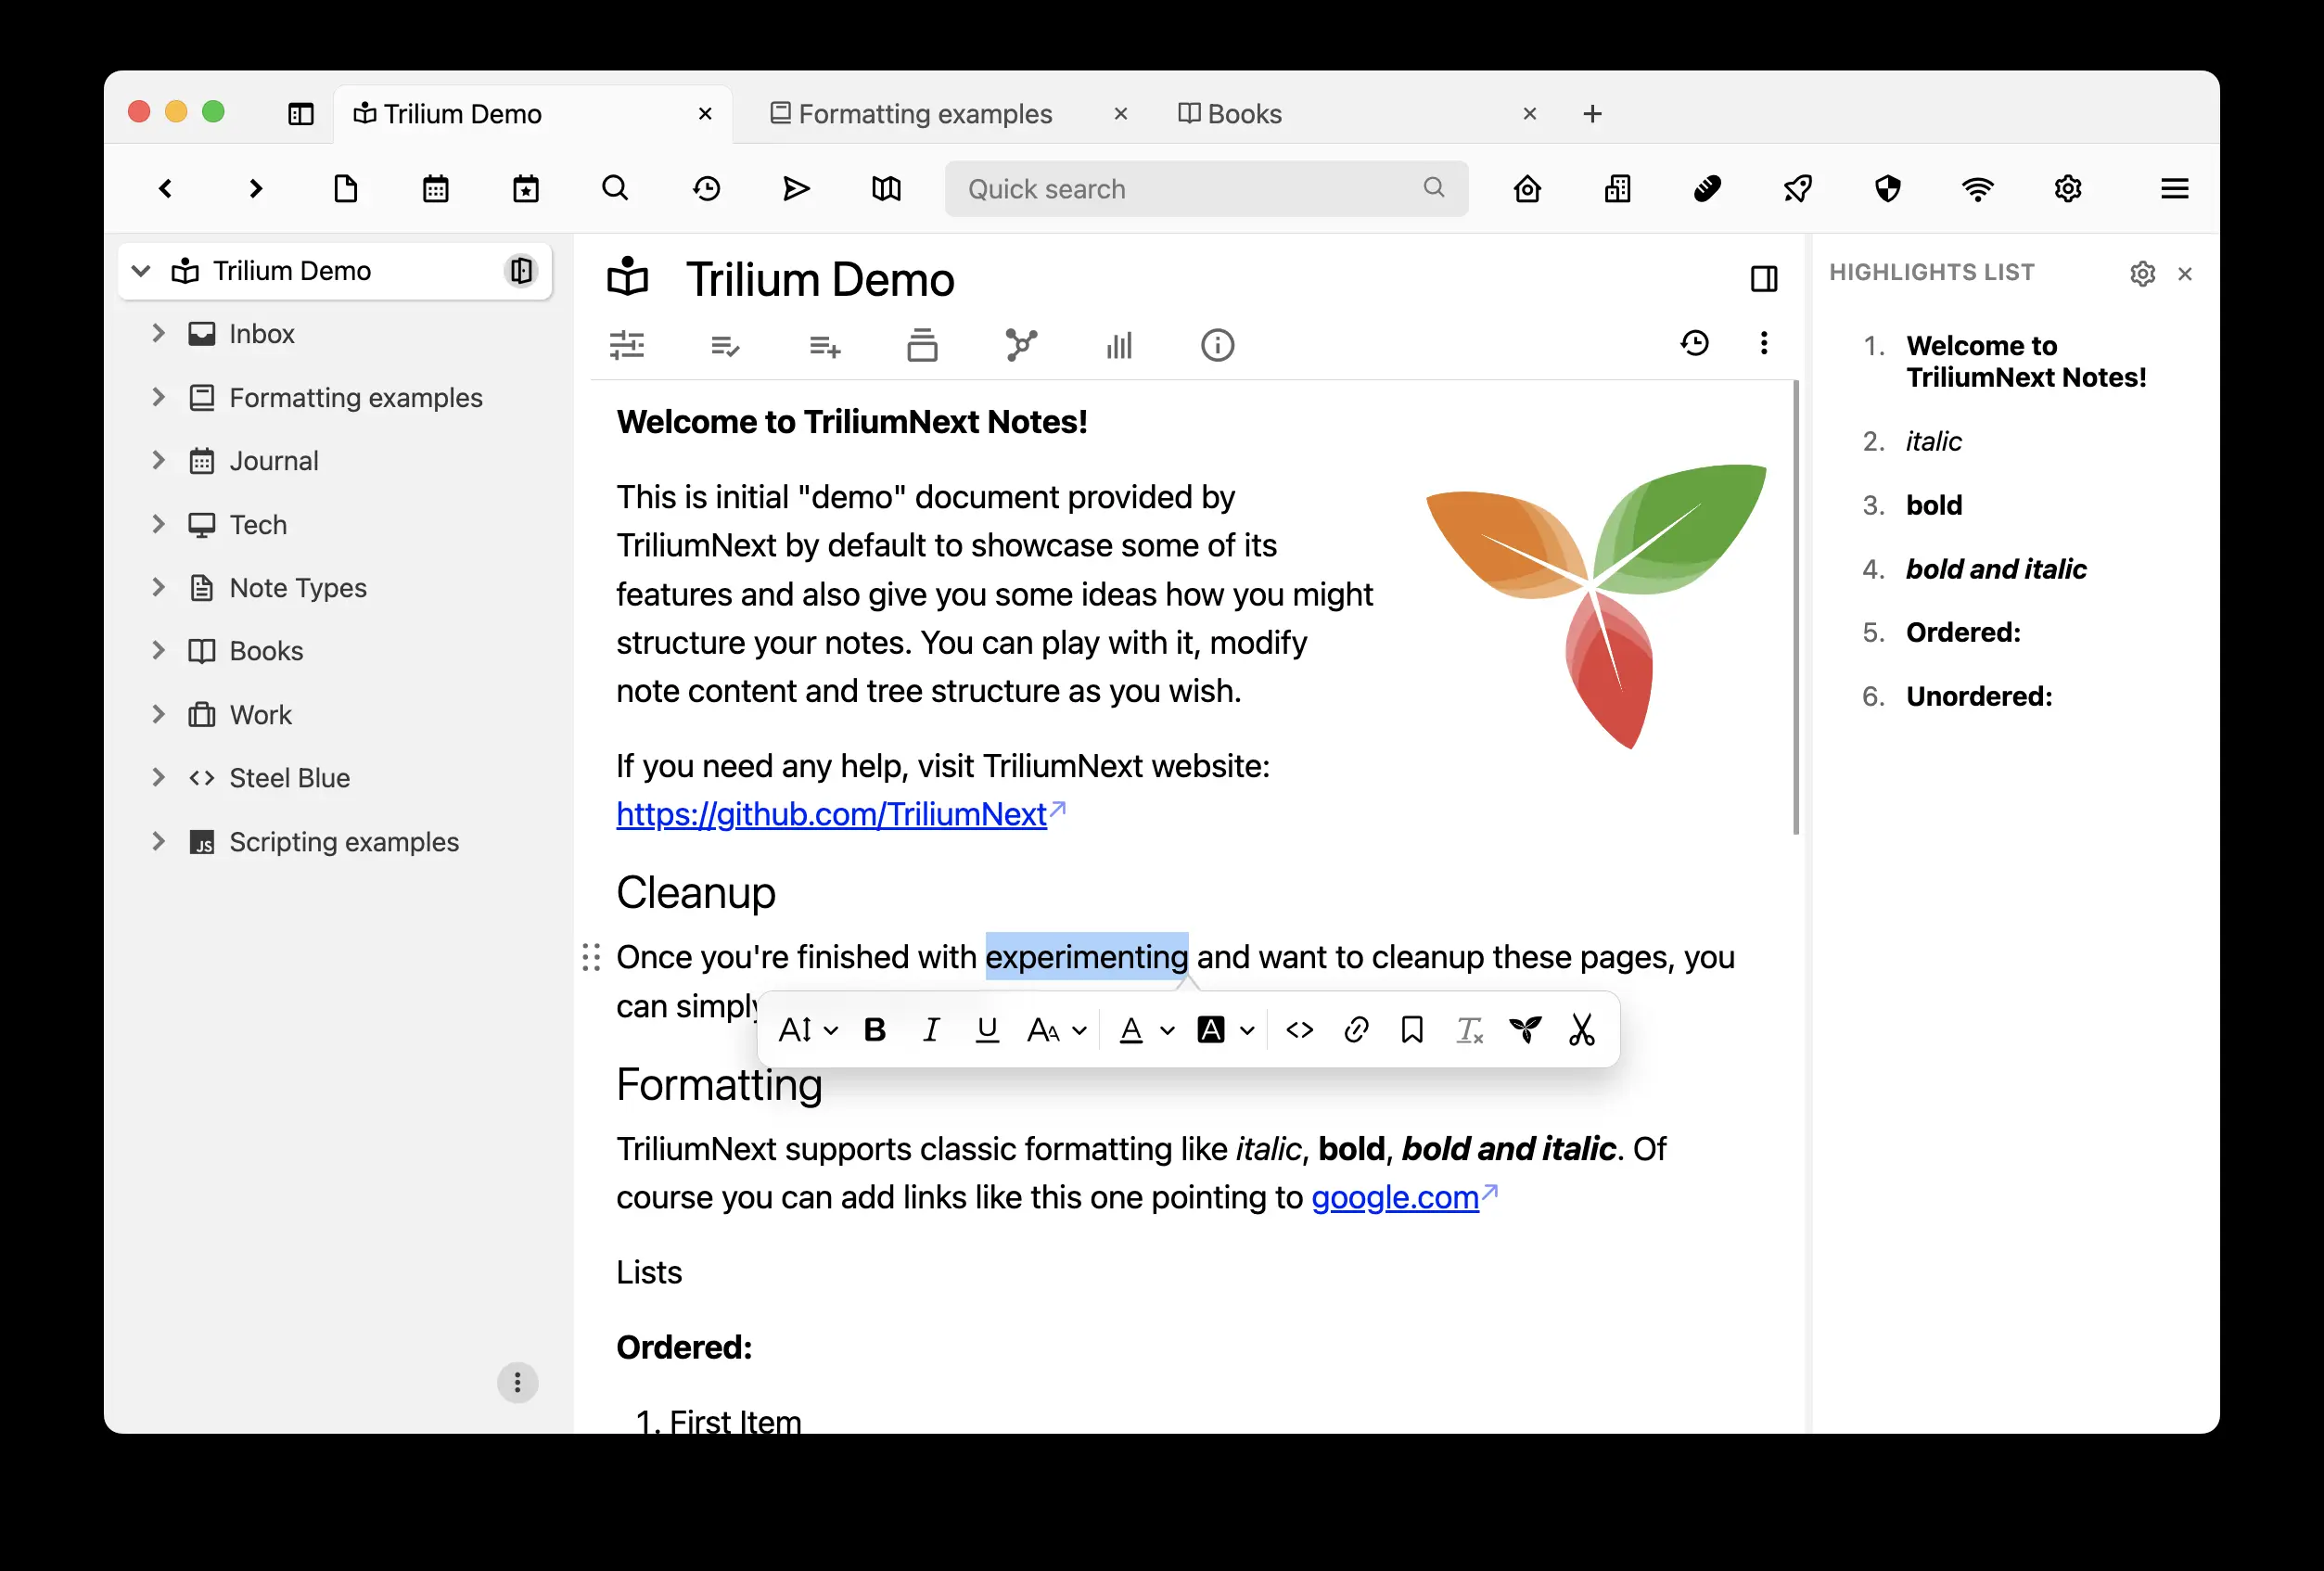 Trilium Demo
Formatting examples
Books
Quick search
Trilium Demo
Inbox
Formatting examples
Journal
Tech
Note Types
Books
Work
Steel Blue
JS
Scripting examples
Trilium Demo
Welcome to TriliumNext Notes!
This is initial "demo" document provided by
TriliumNext by default to showcase some of its
features and also give you some ideas how you might
structure your notes. You can play with it, modify
note content and tree structure as you wish.
If you need any help, visit TriliumNext website:
https://github.com/TriliumNext
Cleanup
Once you're finished with experimenting and want to cleanup these pages, you
can simply
Formatting
TriliumNext supports classic formatting like italic, bold, bold and italic. Of
course you can add links like this one pointing to google.com
Lists
Ordered:
1. First Item
HIGHLIGHTS LIST
1. Welcome to
TriliumNext Notes!
2. italic
3. bold
4. bold and italic
5. Ordered:
6. Unordered: